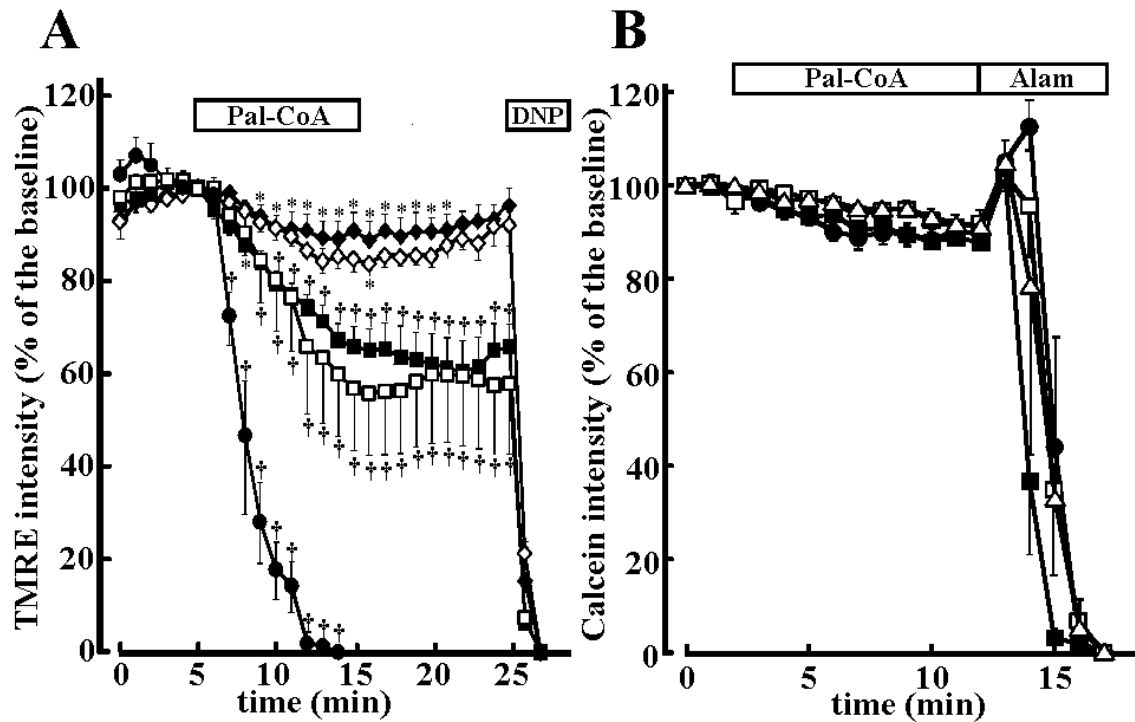 A
B
Pal-CoA
DNP
Pal-CoA
Alam
TMRE intensity (% of the baseline)
120
100
80
60
40
20
0
0
5
10
15
20
25
time (min)
Calcein intensity (% of the baseline)
120
100
80
60
40
20
0
0
5
10
15
time (min)